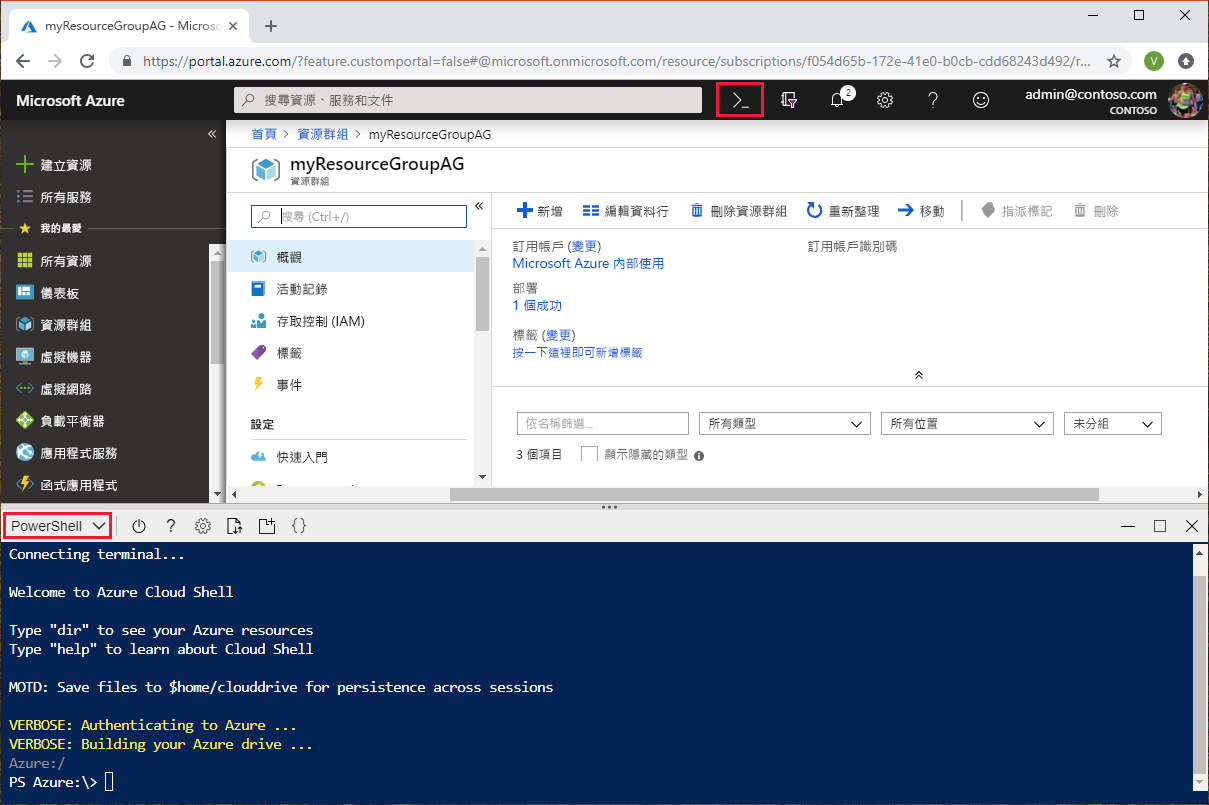 myResourceGroupAG - Microso
https://portal.azure.com/?feature.customportal=false#@microsoft.onmicrosoft.com/resource/subscriptions/f054d65b-172e-41e0-b0cb-cdd68243d492/r...
V
Microsoft Azure
搜尋資源、服務和文件
2
admin@contoso.com
CONTOSO
首頁 > 資源群組 > myResourceGroupAG
myResourceGroupAG
資源群組
建立資源
所有服務
我的最愛
所有資源
儀表板
資源群組
虛擬機器
虛擬網路
負載平衡器
應用程式服務
函式應用程式
搜尋 (Ctrl+/)
概觀
活動記錄
存取控制 (IAM)
標籤
事件
設定
快速入門
新增
編輯資料行
刪除資源群組
重新整理
移動
指派標記
刪除
訂用帳戶 (變更)
Microsoft Azure 內部使用
訂用帳戶識別碼
部署
1 個成功
標籤 (變更)
按一下這裡即可新增標籤
依名稱篩選...
所有類型
所有位置
未分組
3 個項目
顯示隱藏的類型
PowerShell
Connecting terminal...
Welcome to Azure Cloud Shell
Type "dir" to see your Azure resources
Type "help" to learn about Cloud Shell
MOTD: Save files to $home/clouddrive for persistence across sessions
VERBOSE: Authenticating to Azure ...
VERBOSE: Building your Azure drive ...
Azure:/
PS Azure:\>